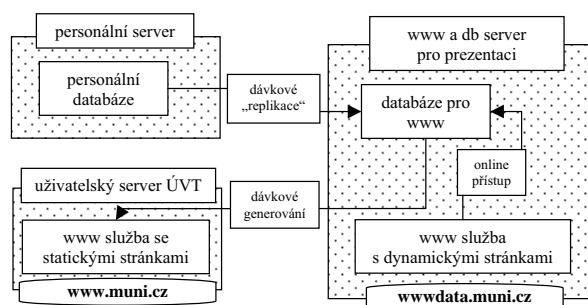 personální server
personální
databáze
dávkové
„replikace“
www a db server
pro prezentaci
databáze pro
www
online
přístup
uživatelský server ÚVT
dávkové
generování
www služba se
statickými stránkami
www služba
s dynamickými stránkami
www.muni.cz
wwwdata.muni.cz